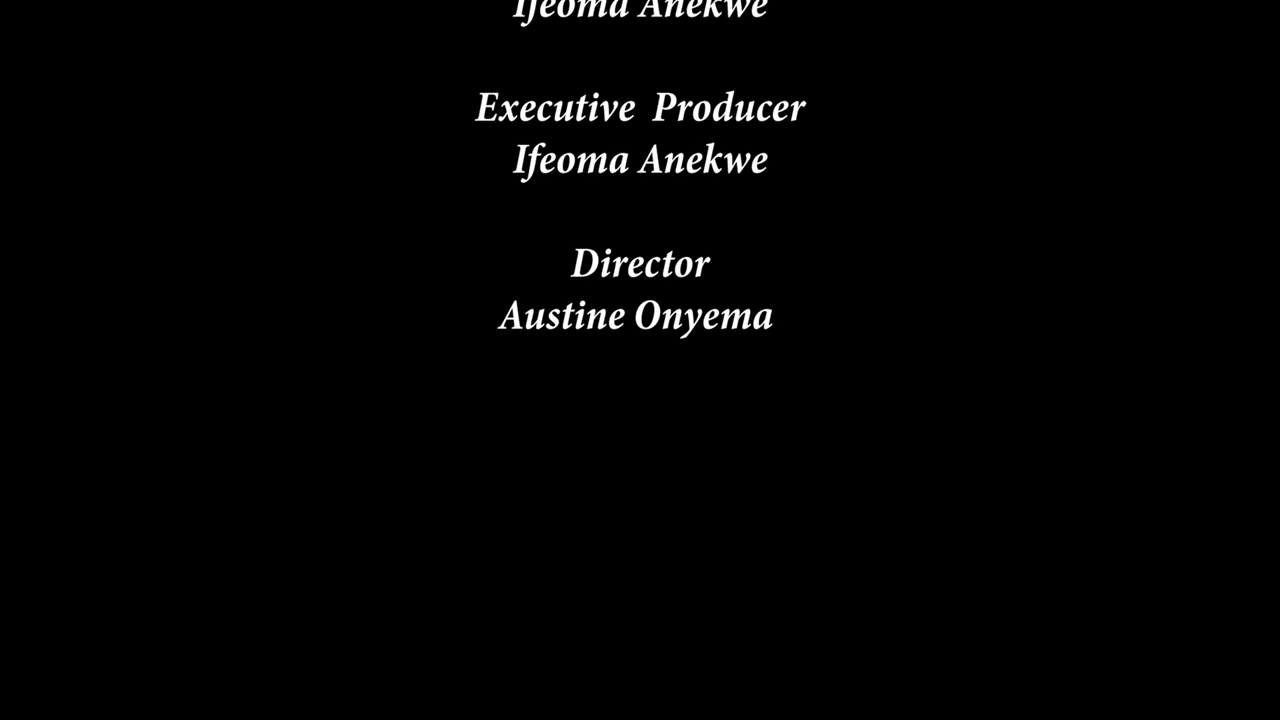 Ifeoma Anekwe
Executive Producer
Ifeoma Anekwe
Director
Austine Onyema